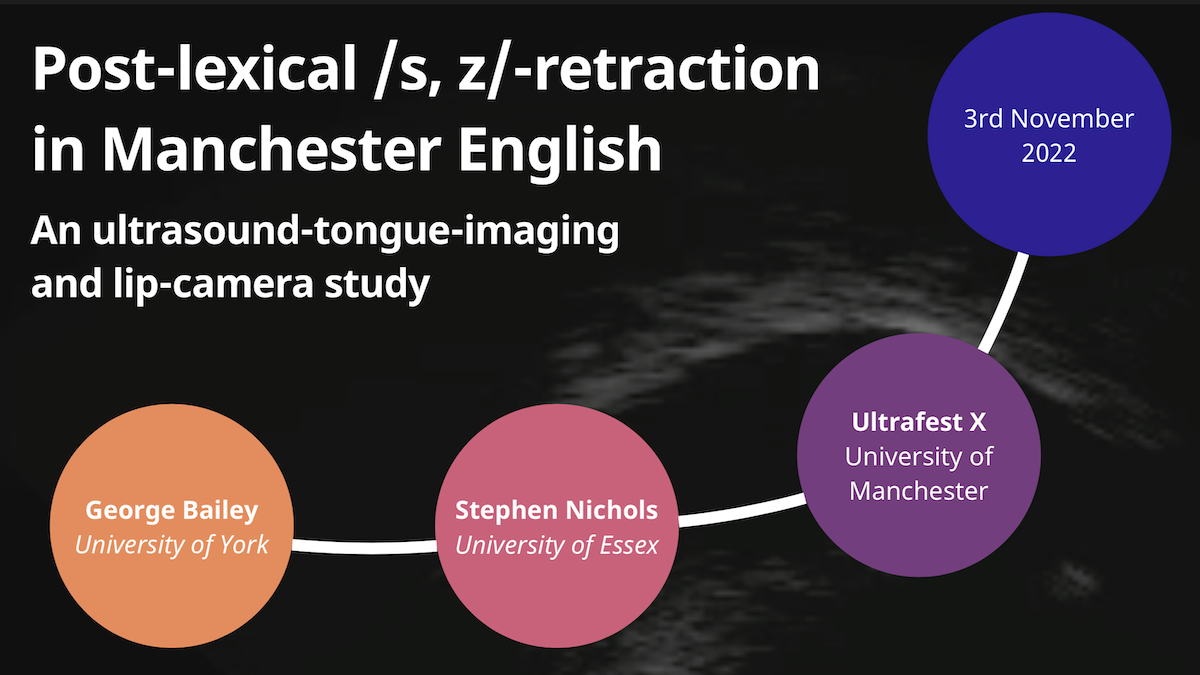 Post-lexical /s, z/-retraction
in Manchester English
An ultrasound-tongue-imaging
and lip-camera study
3rd November
2022
Ultrafest X
University of
Manchester
George Bailey
University of York
Stephen Nichols
University of Essex